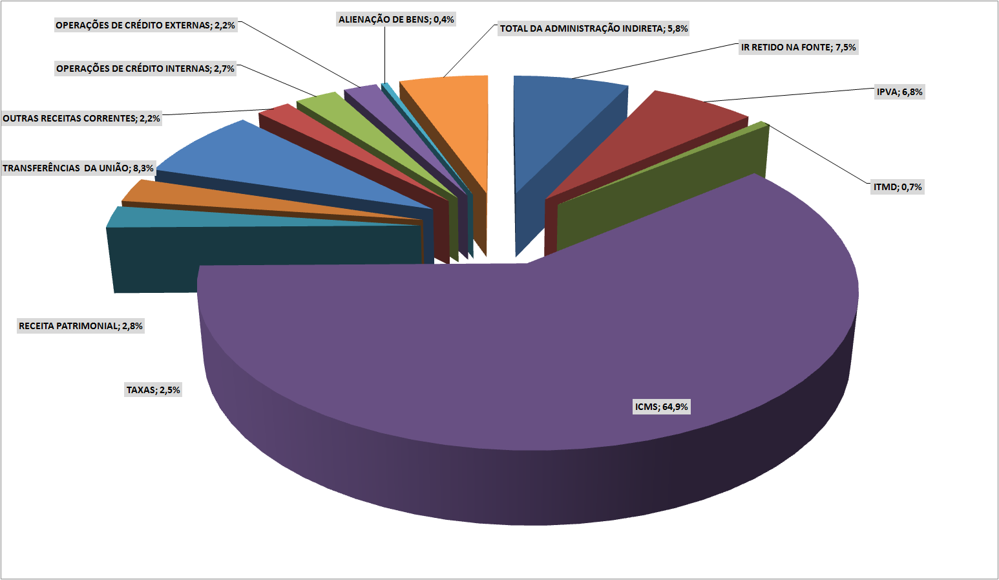 ALIENAÇÃO DE BENS; 0,4%
OPERAÇÕES DE CRÉDITO EXTERNAS; 2,2%
TOTAL DA ADMINISTRAÇÃO INDIRETA; 5,8%
IR RETIDO NA FONTE; 7,5%
OPERAÇÕES DE CRÉDITO INTERNAS; 2,7%
IPVA; 6,8%
OUTRAS RECEITAS CORRENTES; 2,2%
TRANSFERÊNCIAS  DA UNIÃO; 8,3%
ITMD; 0,7%
RECEITA PATRIMONIAL; 2,8%
TAXAS; 2,5%
ICMS; 64,9%